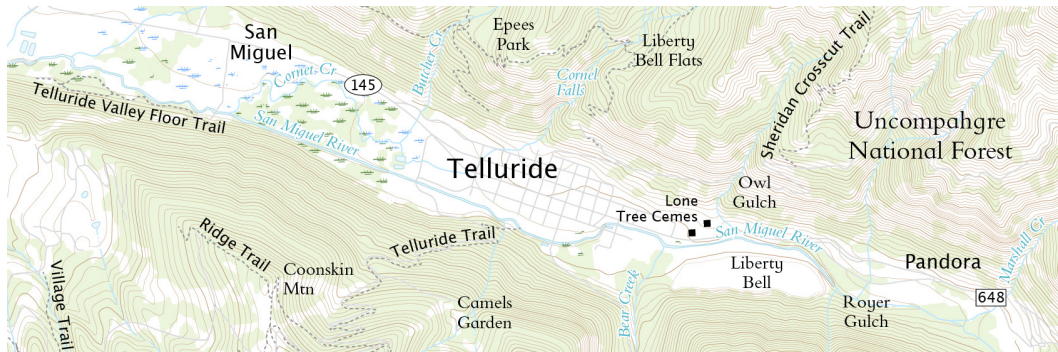 San
Miguel
Epees
Park
Liberty
Bell Flats
Cornet Cr
145
Butcher Cr
Cornel
Falls
Sheridan Crosscut Trail
Telluride Valley Floor Trail
San Miguel River
Uncompahgre
National Forest
Telluride
Owl
Gulch
Lone
Tree Cemes
San Miguel River
Ridge Trail
Telluride Trail
Village Trail
Coonskin
Mtn
Camels
Garden
Bear Creek
Liberty
Bell
Pandora
Marshall Cr
648
Royer
Gulch